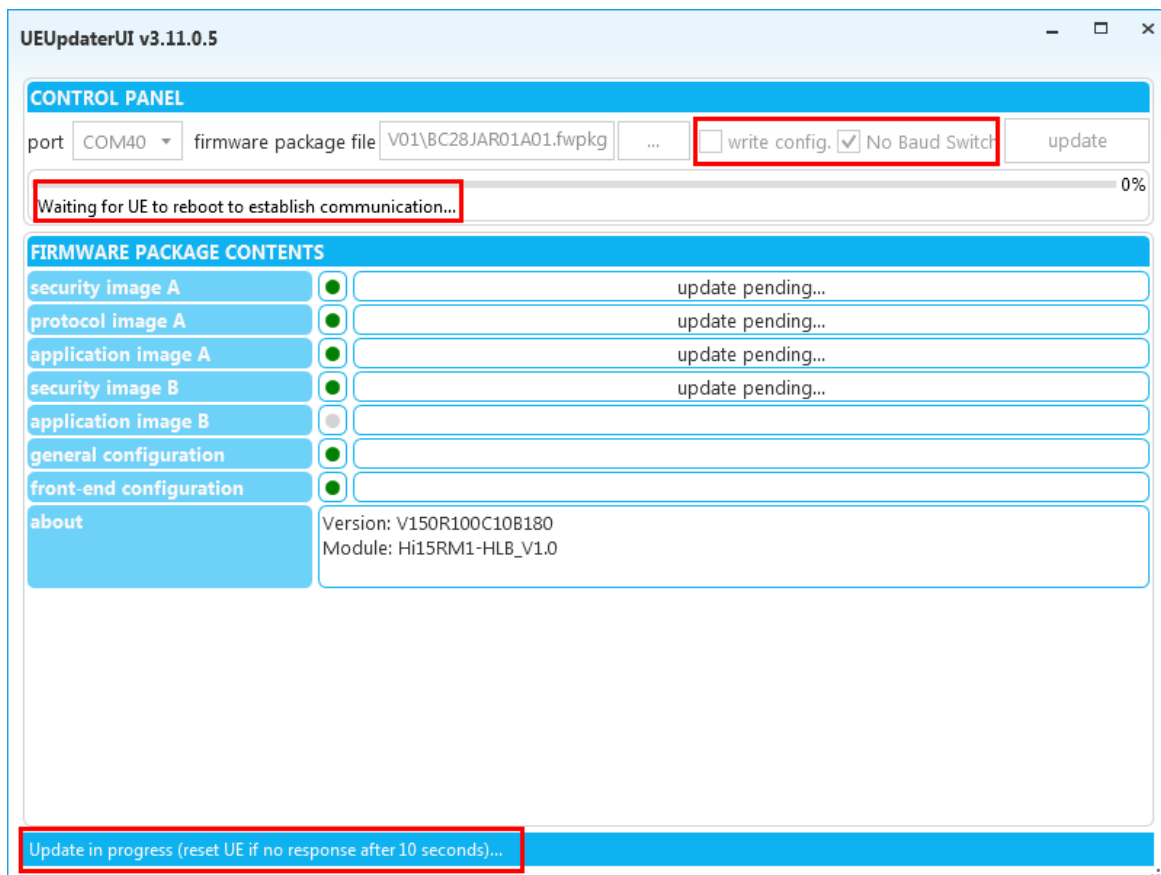 UEUpdaterUI v3.11.0.5
CONTROL PANEL
port COM40 firmware package file V01\BC28JAR01A01.fwpkg ... write config. No Baud Switch update
0%
Waiting for UE to reboot to establish communication...
FIRMWARE PACKAGE CONTENTS
security image A update pending...
protocol image A update pending...
application image A update pending...
security image B update pending...
application image B
general configuration
front-end configuration
about Version: V150R100C10B180
Module: Hi15RM1-HLB_V1.0
Update in progress (reset UE if no response after 10 seconds)...